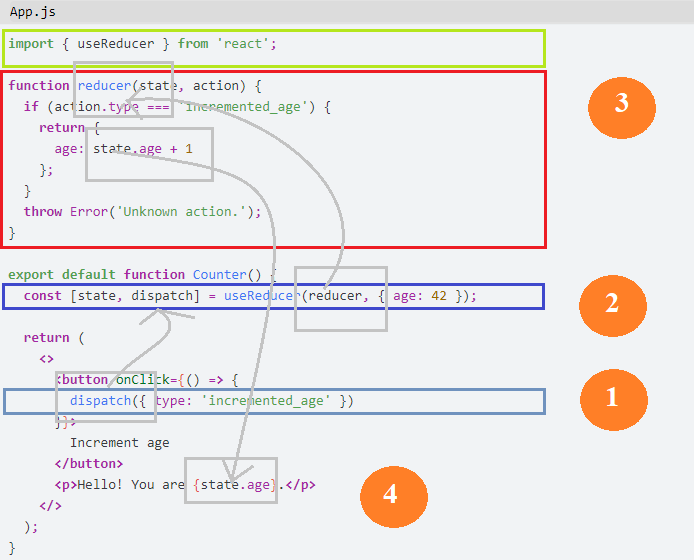 App.js
import { useReducer } from 'react';
function reducer(state, action) {
  if (action.type === 'incremented_age') {
    return {
      age: state.age + 1
    };
  }
  throw Error('Unknown action.');
}
3
export default function Counter() {
  const [state, dispatch] = useReducer(reducer, { age: 42 });
2
  return (
    <>
      <button onClick={() => {
        dispatch({ type: 'incremented_age' })
1
      }}>
        Increment age
      </button>
      <p>Hello! You are {state.age}.</p>
4
    </>
  );
}